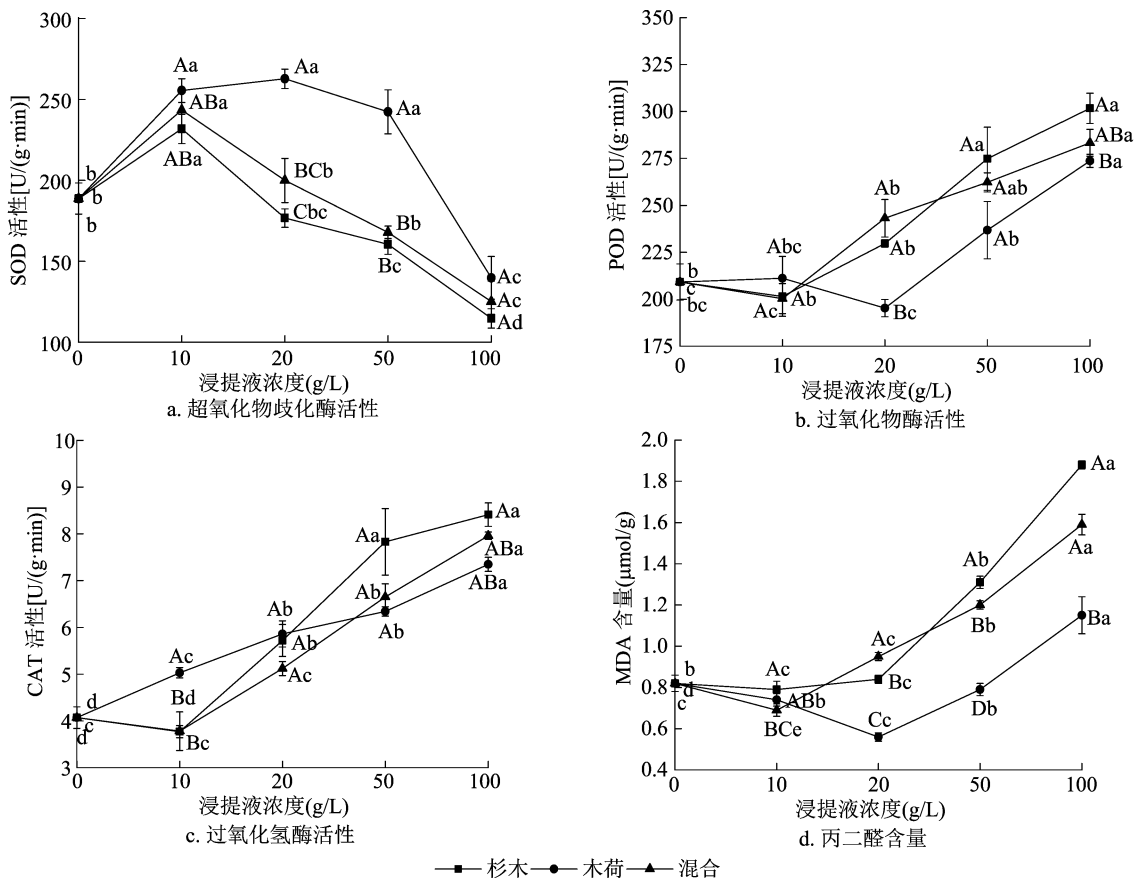 300
250
200
150
100
SOD 活性[U/(g·min)]
Aa
Aa
Aa
ABa
ABa
b
b
b
BCb
Cbc
Bb
Bc
Ac
Ac
Ad
0
10
20
50
100
浸提液浓度(g/L)
a. 超氧化物歧化酶活性
350
325
300
275
250
225
200
175
POD 活性[U/(g·min)]
Aa
ABa
Ba
Aa
Aab
Ab
Ab
Ab
Bc
Abc
Ab
Ac
b
c
bc
0
10
20
50
100
浸提液浓度(g/L)
b. 过氧化物酶活性
10
9
8
7
6
5
4
3
CAT 活性[U/(g·min)]
Aa
ABa
ABa
Aa
Ab
Ab
Ab
Ab
Ac
Ac
Bd
Bc
d
c
d
0
10
20
50
100
浸提液浓度(g/L)
c. 过氧化氢酶活性
2.0
1.8
1.6
1.4
1.2
1.0
0.8
0.6
0.4
MDA 含量(μmol/g)
Aa
Aa
Ba
Ab
Bb
Db
Ac
Bc
Cc
Ac
ABb
BCe
b
d
c
0
10
20
50
100
浸提液浓度(g/L)
d. 丙二醛含量
杉木 木荷 混合